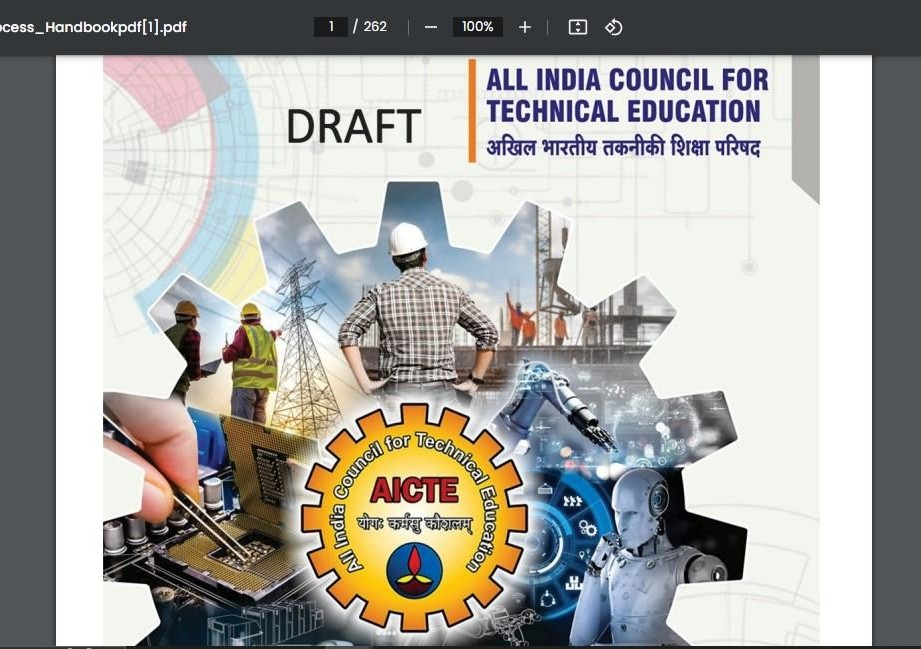 ocess_Handbookpdf[1].pdf
1 / 262
100%
DRAFT
ALL INDIA COUNCIL FOR
TECHNICAL EDUCATION
अखिल भारतीय तकनीकी शिक्षा परिषद
All India Council for Technical Education
AICTE
योगः कर्मसु कौशलम्